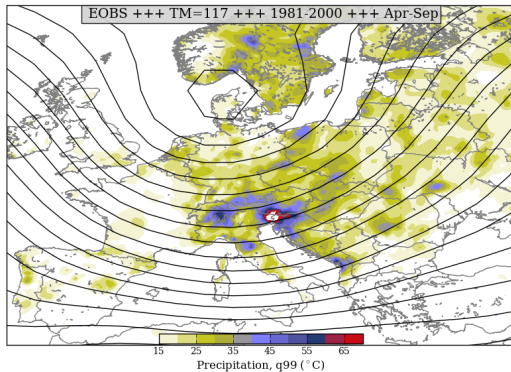 EOBS +++ TM=117 +++ 1981-2000 +++ Apr-Sep
15 25 35 45 55 65
Precipitation, q99 (°C)